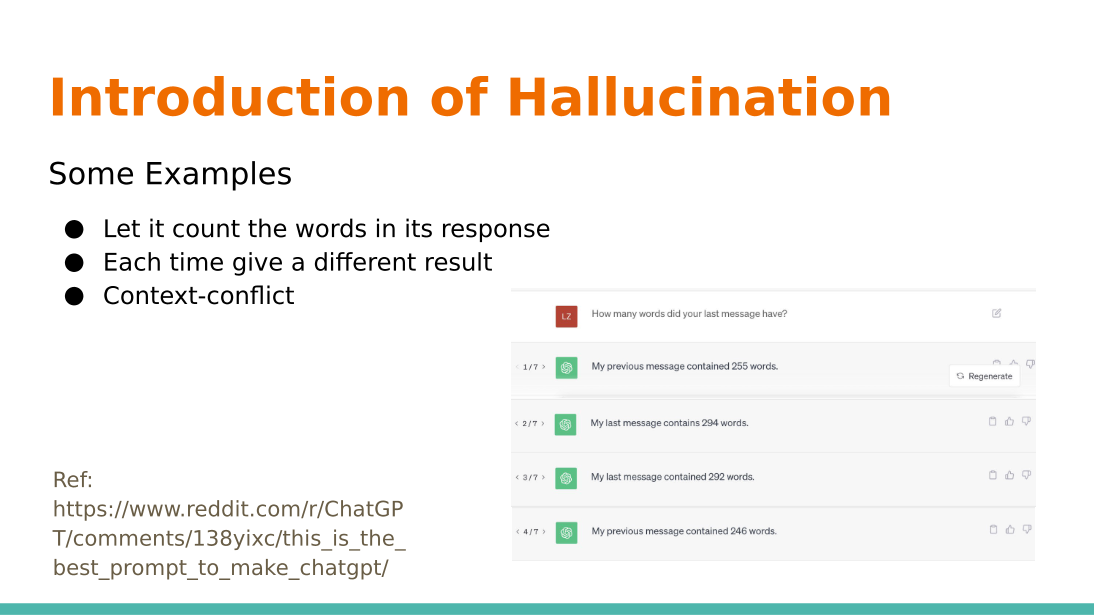 Introduction of Hallucination
Some Examples
● Let it count the words in its response
● Each time give a different result
● Context-conflict
LZ
How many words did your last message have?
< 1/7 >
My previous message contained 255 words.
Regenerate
< 2/7 >
My last message contains 294 words.
< 3/7 >
My last message contained 292 words.
< 4/7 >
My previous message contained 246 words.
Ref:
https://www.reddit.com/r/ChatGP
T/comments/138yixc/this_is_the_
best_prompt_to_make_chatgpt/